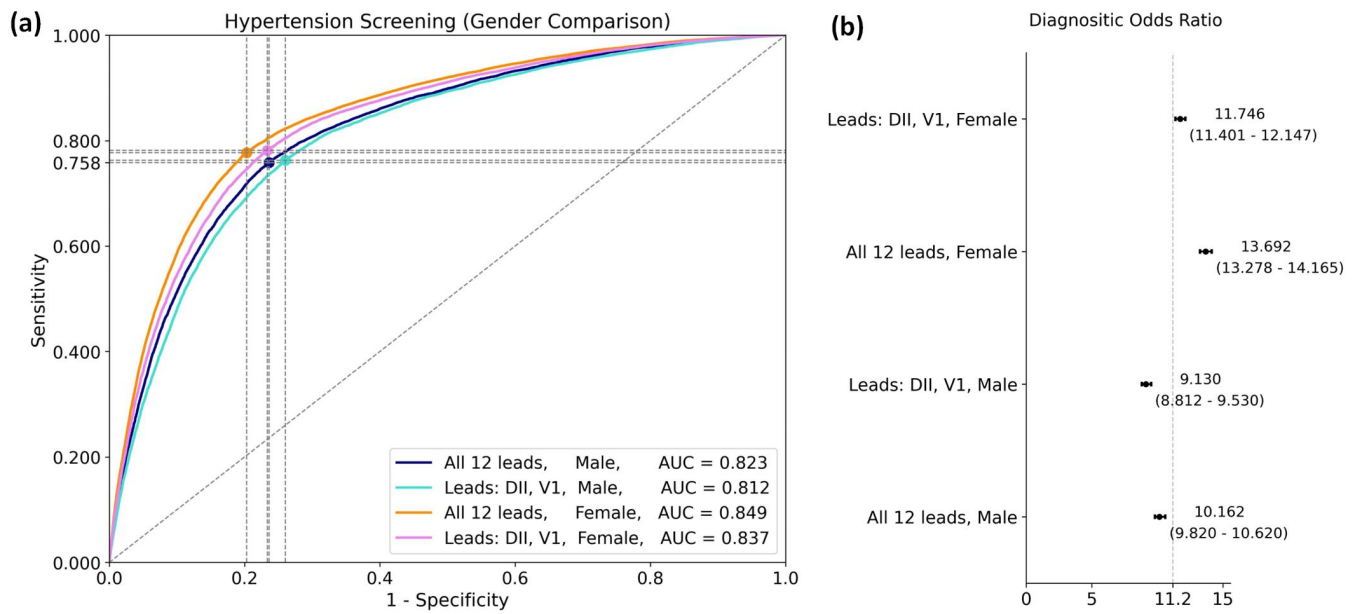 (a)
Hypertension Screening (Gender Comparison)
1.000
0.800
0.758
0.600
0.400
0.200
0.000
Sensitivity
All 12 leads, Male, AUC = 0.823
Leads: DII, V1, Male, AUC = 0.812
All 12 leads, Female, AUC = 0.849
Leads: DII, V1, Female, AUC = 0.837
0.0 0.2 0.4 0.6 0.8 1.0
1 - Specificity
(b)
Diagnositic Odds Ratio
Leads: DII, V1, Female
11.746
(11.401 - 12.147)
All 12 leads, Female
13.692
(13.278 - 14.165)
Leads: DII, V1, Male
9.130
(8.812 - 9.530)
All 12 leads, Male
10.162
(9.820 - 10.620)
0 5 11.2 15